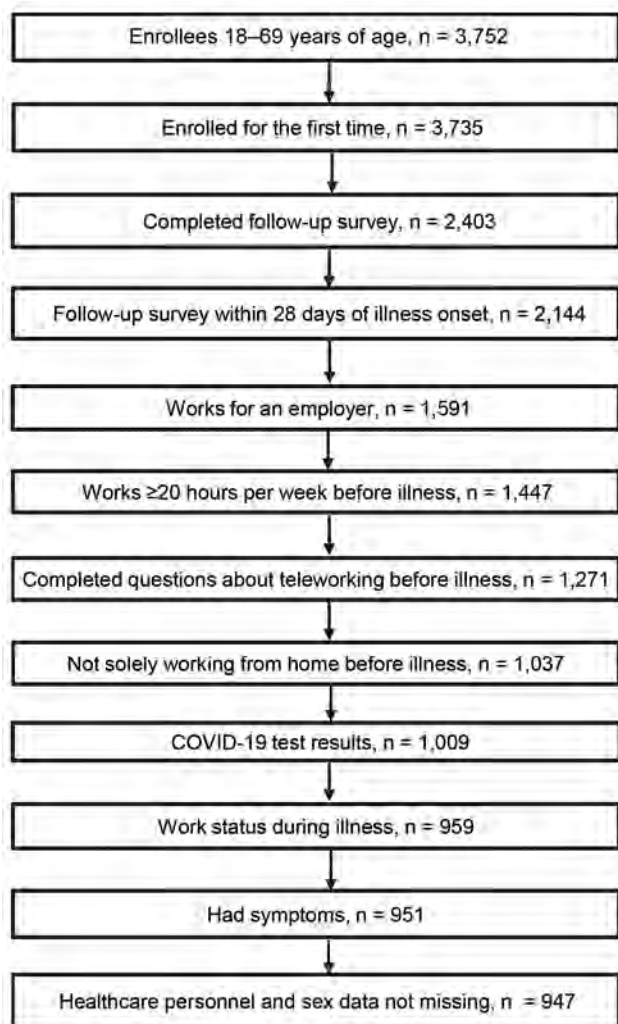 Enrollees 18–69 years of age, n = 3,752
Enrolled for the first time, n = 3,735
Completed follow-up survey, n = 2,403
Follow-up survey within 28 days of illness onset, n = 2,144
Works for an employer, n = 1,591
Works ≥20 hours per week before illness, n = 1,447
Completed questions about teleworking before illness, n = 1,271
Not solely working from home before illness, n = 1,037
COVID-19 test results, n = 1,009
Work status during illness, n = 959
Had symptoms, n = 951
Healthcare personnel and sex data not missing, n = 947